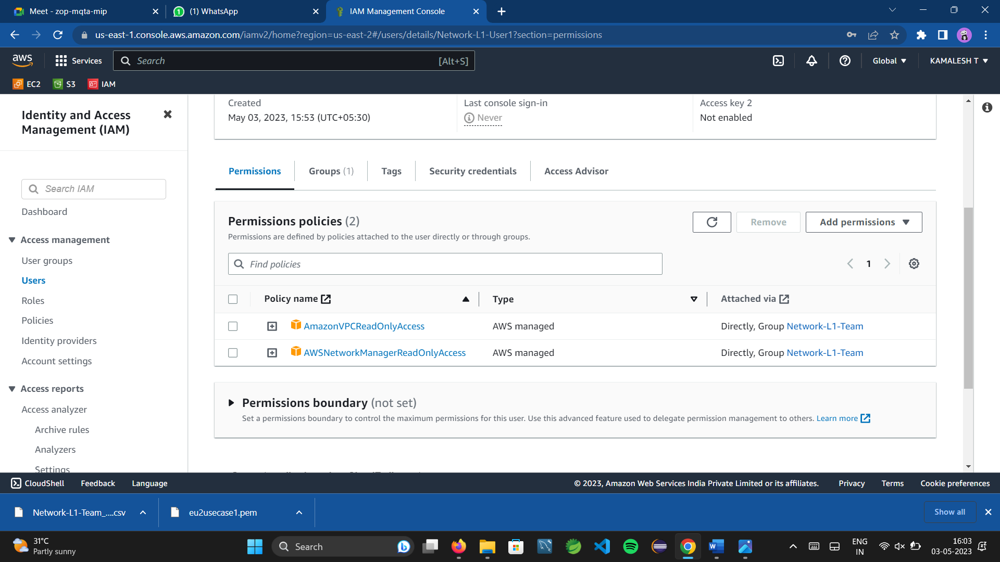 Meet - zop-mqta-mip
(1) WhatsApp
IAM Management Console
us-east-1.console.aws.amazon.com/iamv2/home?region=us-east-2#/users/details/Network-L1-User1?section=permissions
aws
Services
Search
[Alt+S]
Global
KAMALESH T
EC2
S3
IAM
Identity and Access
Management (IAM)
Search IAM
Dashboard
Access management
User groups
Users
Roles
Policies
Identity providers
Account settings
Access reports
Access analyzer
Archive rules
Analyzers
Settings
Created
May 03, 2023, 15:53 (UTC+05:30)
Last console sign-in
Never
Access key 2
Not enabled
Permissions
Groups (1)
Tags
Security credentials
Access Advisor
Permissions policies (2)
Permissions are defined by policies attached to the user directly or through groups.
Remove
Add permissions
Find policies
1
Policy name
Type
Attached via
AmazonVPCReadOnlyAccess
AWS managed
Directly, Group Network-L1-Team
AWSNetworkManagerReadOnlyAccess
AWS managed
Directly, Group Network-L1-Team
Permissions boundary (not set)
Set a permissions boundary to control the maximum permissions for this user. Use this advanced feature used to delegate permission management to others. Learn more
CloudShell
Feedback
Language
© 2023, Amazon Web Services India Private Limited or its affiliates.
Privacy
Terms
Cookie preferences
Network-L1-Team_....csv
eu2usecase1.pem
Show all
31°C
Partly sunny
Search
ENG
IN
16:03
03-05-2023